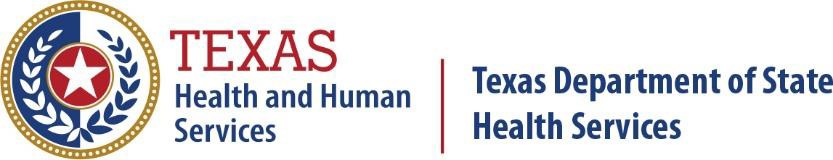 TEXAS
Health and Human
Services
Texas Department of State
Health Services